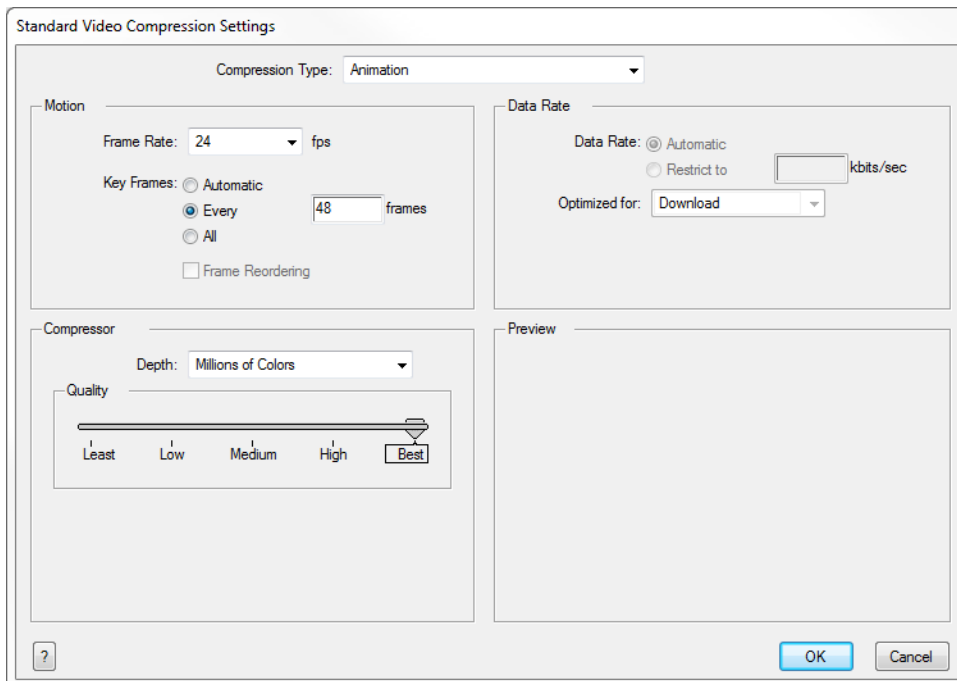 Standard Video Compression Settings
Compression Type: Animation
Motion
Frame Rate: 24 fps
Key Frames: Automatic
Every 48 frames
All
Frame Reordering
Data Rate
Data Rate: Automatic
Restrict to kbits/sec
Optimized for: Download
Compressor
Depth: Millions of Colors
Quality
Least Low Medium High Best
Preview
? OK Cancel